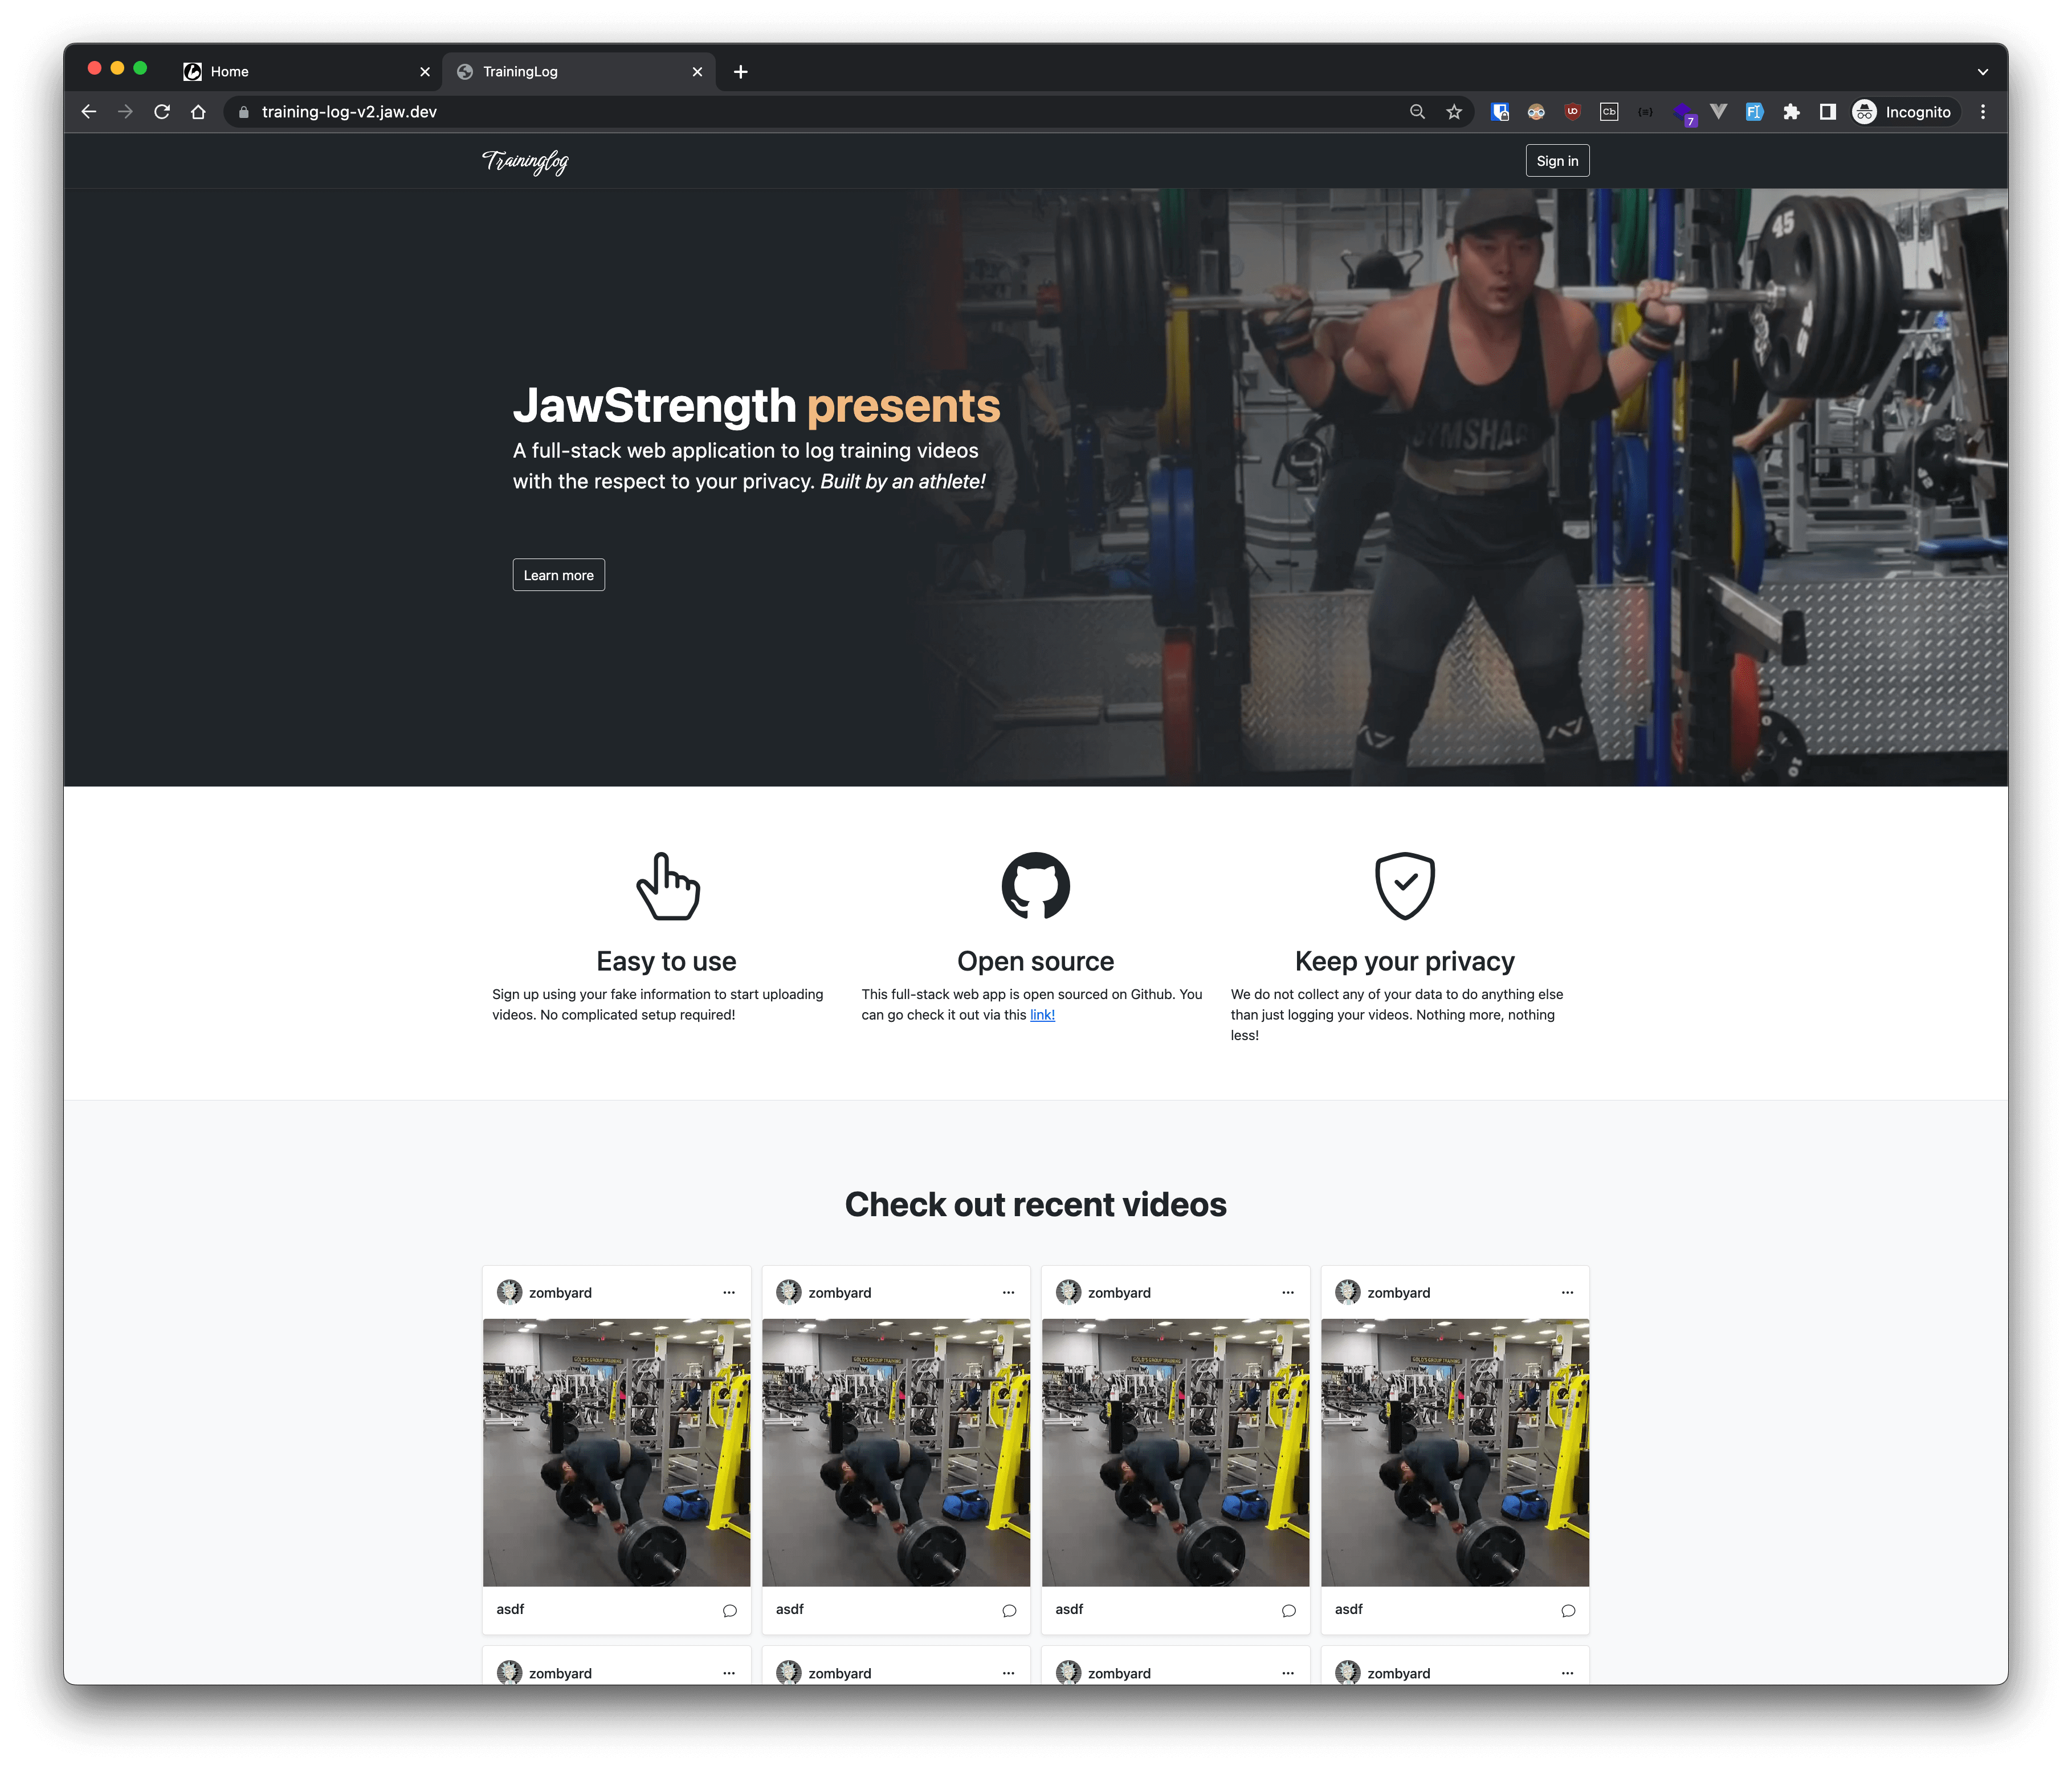 Home
TrainingLog
training-log-v2.jaw.dev
Cb
7
Incognito
Traininglog
Sign in
45
JawStrength presents
A full-stack web application to log training videos
with the respect to your privacy. Built by an athlete!
GYMSHAR
Learn more
10
Easy to use
Open source
Keep your privacy
Sign up using your fake information to start uploading
videos. No complicated setup required!
This full-stack web app is open sourced on Github. You
can go check it out via this link!
We do not collect any of your data to do anything else
than just logging your videos. Nothing more, nothing
less!
Check out recent videos
zombyard
zombyard
zombyard
zombyard
asdf
asdf
asdf
asdf
zombyard
zombyard
zombyard
zombyard